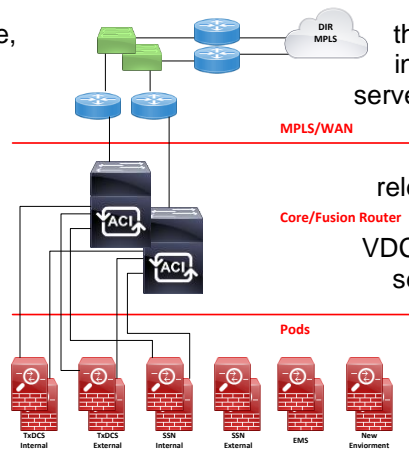 e,
DIR
MPLS
th
in
serve
MPLS/WAN
rele
ACI
Core/Fusion Router
VDC
ACI
se
Pods
TxDCS
Internal
TxDCS
External
SSN
Internal
SSN
External
EMS
New
Enviorment